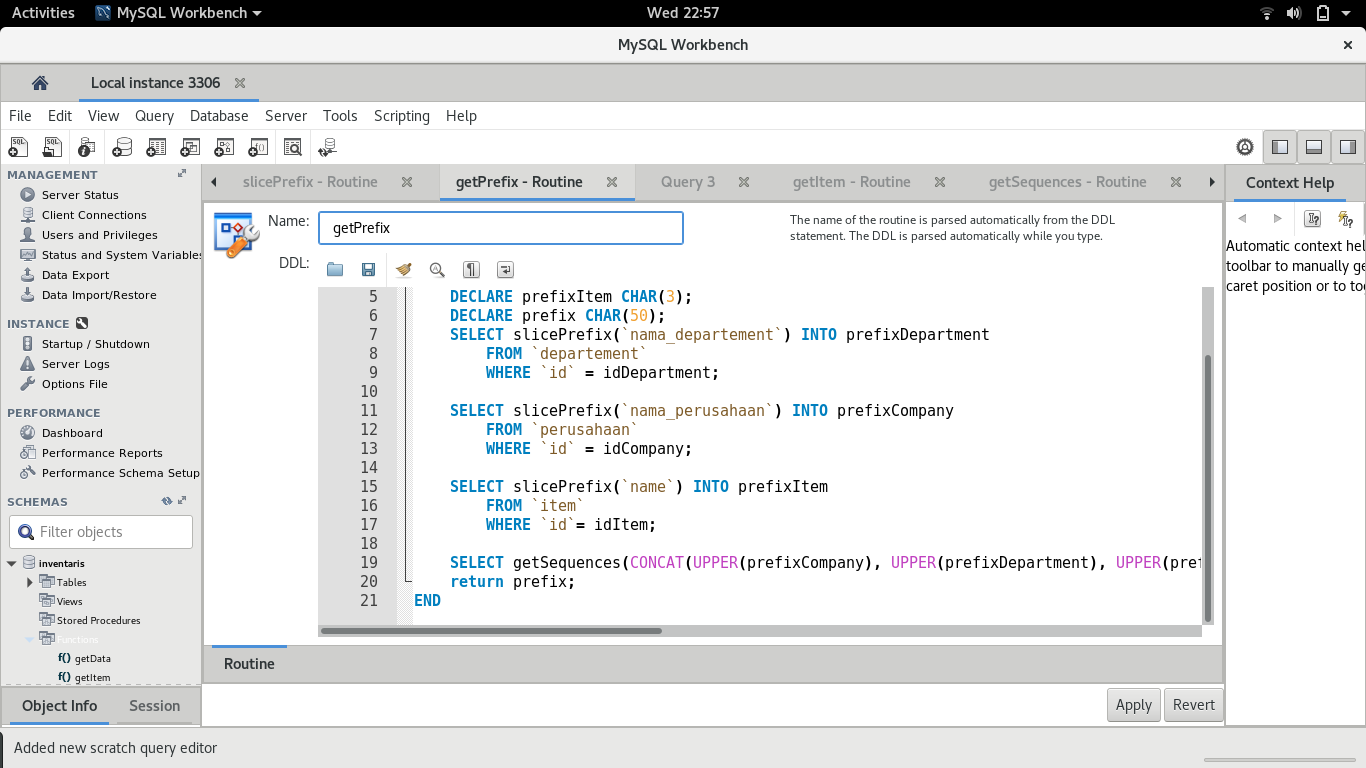 Activities MySQL Workbench Wed 22:57
MySQL Workbench
Local instance 3306
File Edit View Query Database Server Tools Scripting Help
MANAGEMENT
Server Status
Client Connections
Users and Privileges
Status and System Variables
Data Export
Data Import/Restore
INSTANCE
Startup / Shutdown
Server Logs
Options File
PERFORMANCE
Dashboard
Performance Reports
Performance Schema Setup
SCHEMAS
Filter objects
inventaris
Tables
Views
Stored Procedures
Functions
f() getData
f() getItem
Object Info Session
slicePrefix - Routine getPrefix - Routine Query 3 getItem - Routine getSequences - Routine
Name: getPrefix
The name of the routine is parsed automatically from the DDL
statement. The DDL is parsed automatically while you type.
DDL:
5 DECLARE prefixItem CHAR(3);
6 DECLARE prefix CHAR(50);
7 SELECT slicePrefix(`nama_departement`) INTO prefixDepartment
8 FROM `departement`
9 WHERE `id` = idDepartment;
10
11 SELECT slicePrefix(`nama_perusahaan`) INTO prefixCompany
12 FROM `perusahaan`
13 WHERE `id` = idCompany;
14
15 SELECT slicePrefix(`name`) INTO prefixItem
16 FROM `item`
17 WHERE `id`= idItem;
18
19 SELECT getSequences(CONCAT(UPPER(prefixCompany), UPPER(prefixDepartment), UPPER(pref
20 return prefix;
21 END
Routine
Apply Revert
Context Help
Automatic context hel
toolbar to manually ge
caret position or to to
Added new scratch query editor